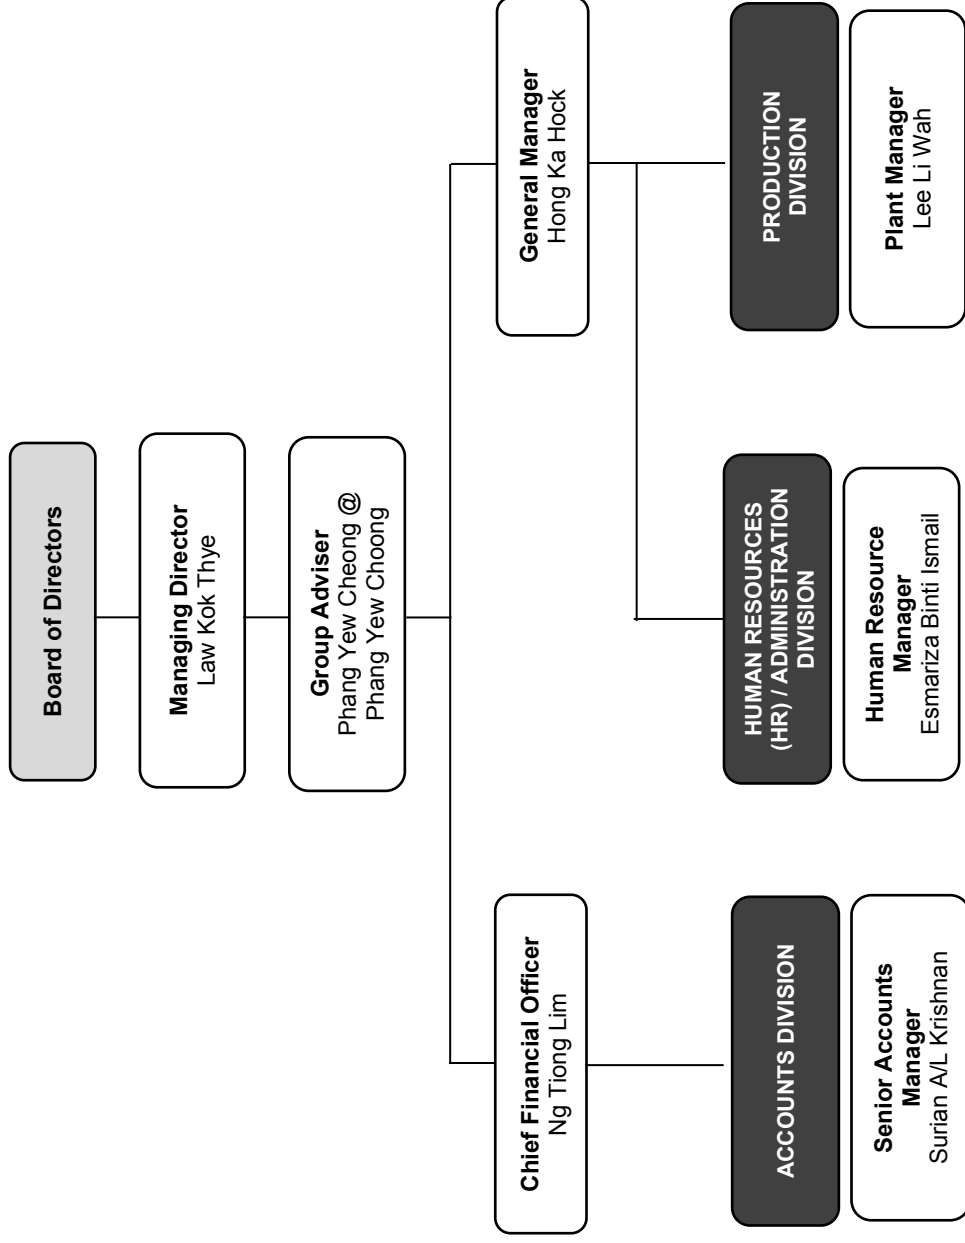 Board of Directors
Managing Director
Law Kok Thye
Group Adviser
Phang Yew Cheong @
Phang Yew Choong
Chief Financial Officer
Ng Tiong Lim
General Manager
Hong Ka Hock
ACCOUNTS DIVISION
Senior Accounts
Manager
Surian A/L Krishnan
HUMAN RESOURCES
(HR) / ADMINISTRATION
DIVISION
Human Resource
Manager
Esmariza Binti Ismail
PRODUCTION
DIVISION
Plant Manager
Lee Li Wah